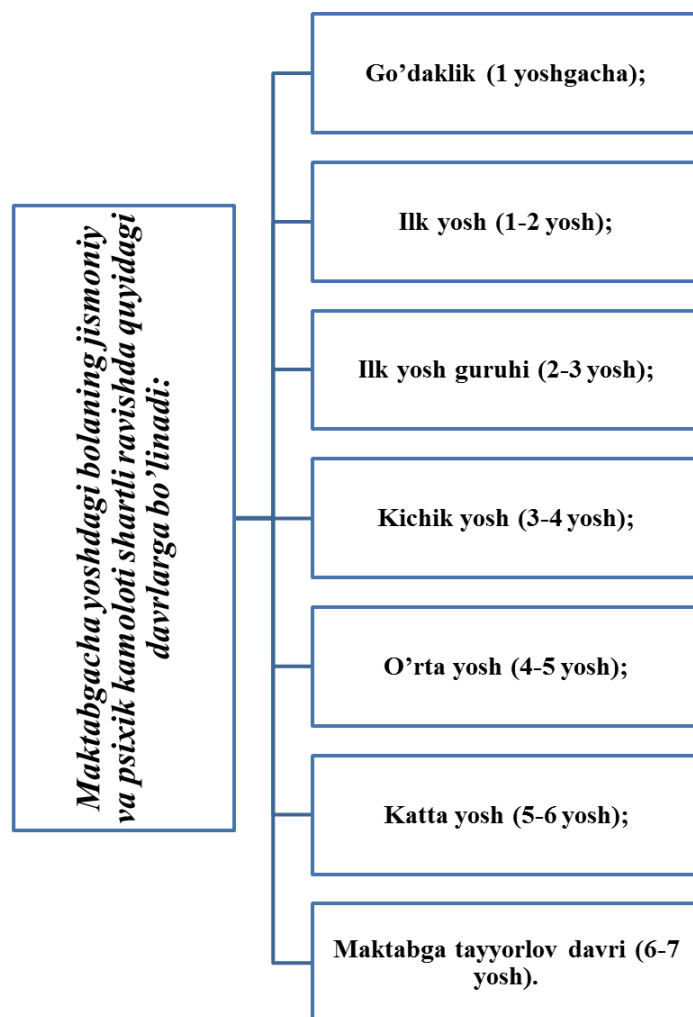 Maktabgacha yoshdagi bolaning jismoniy
va psixik kamoloti shartli ravishda quyidagi
davrlarga bo’linadi:
Go’daklik (1 yoshgacha);
Ilk yosh (1-2 yosh);
Ilk yosh guruhi (2-3 yosh);
Kichik yosh (3-4 yosh);
O’rta yosh (4-5 yosh);
Katta yosh (5-6 yosh);
Maktabga tayyorlov davri (6-7
yosh).